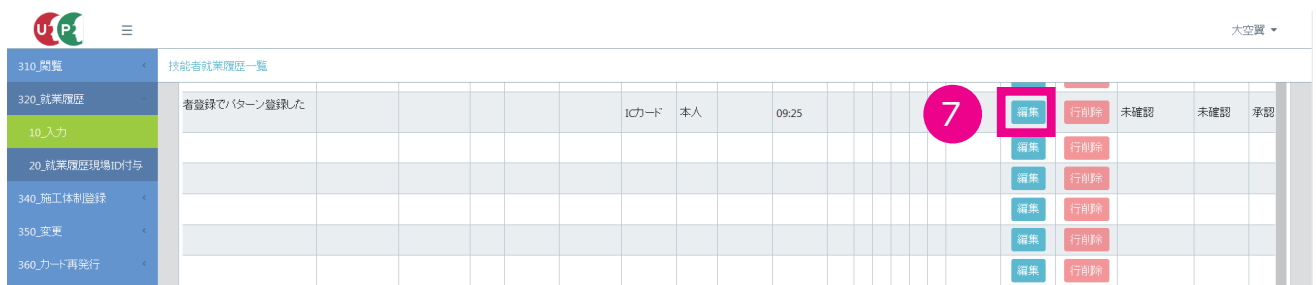 UP
大空翼
310_閲覧
技能者就業履歴一覧
320_就業履歴
者登録でパターン登録した
ICカード 本人 09:25 7 編集 行削除 未確認 未確認 承認
10_入力
編集 行削除
20_就業履歴現場ID付与
編集 行削除
340_施工体制登録
編集 行削除
350_変更
編集 行削除
360_カード再発行
編集 行削除